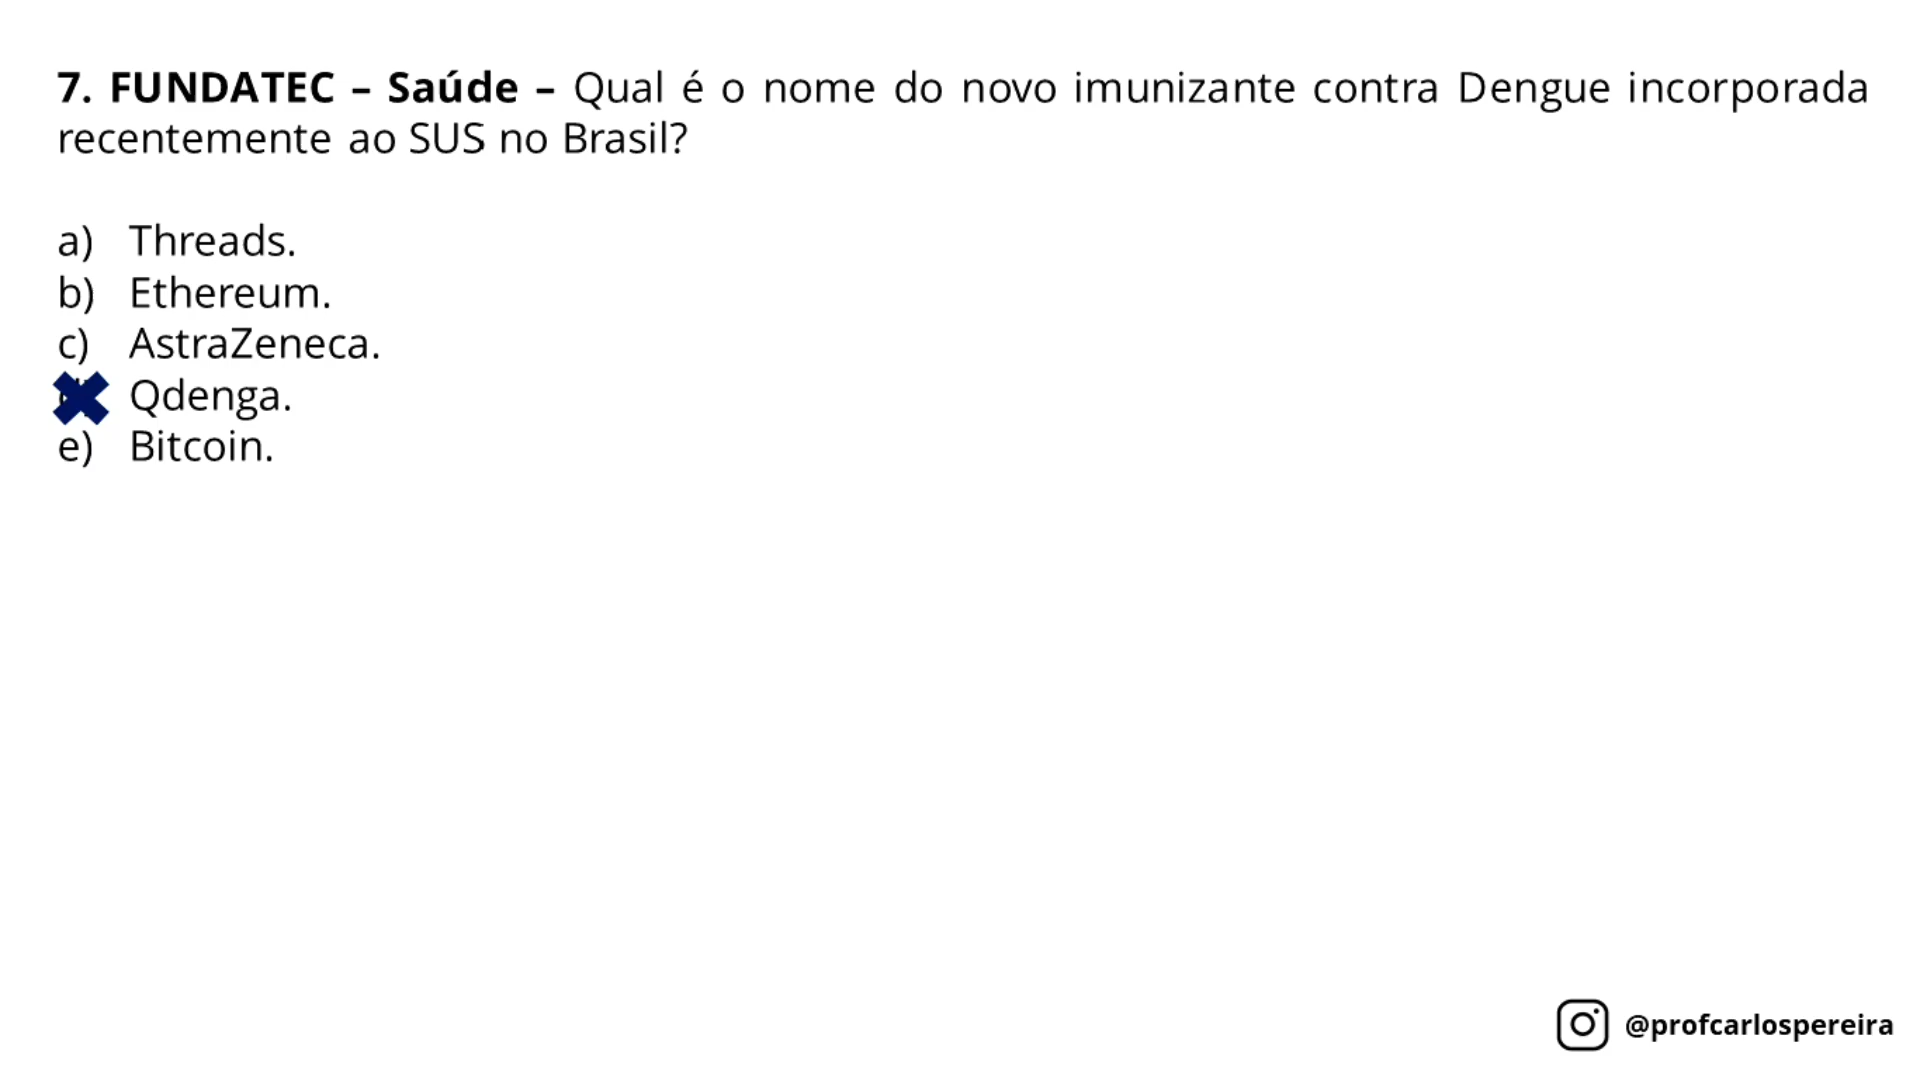 7. FUNDATEC – Saúde – Qual é o nome do novo imunizante contra Dengue incorporada
recentemente ao SUS no Brasil?
a) Threads.
b) Ethereum.
c) AstraZeneca.
Qdenga.
e) Bitcoin.
@profcarlospereira